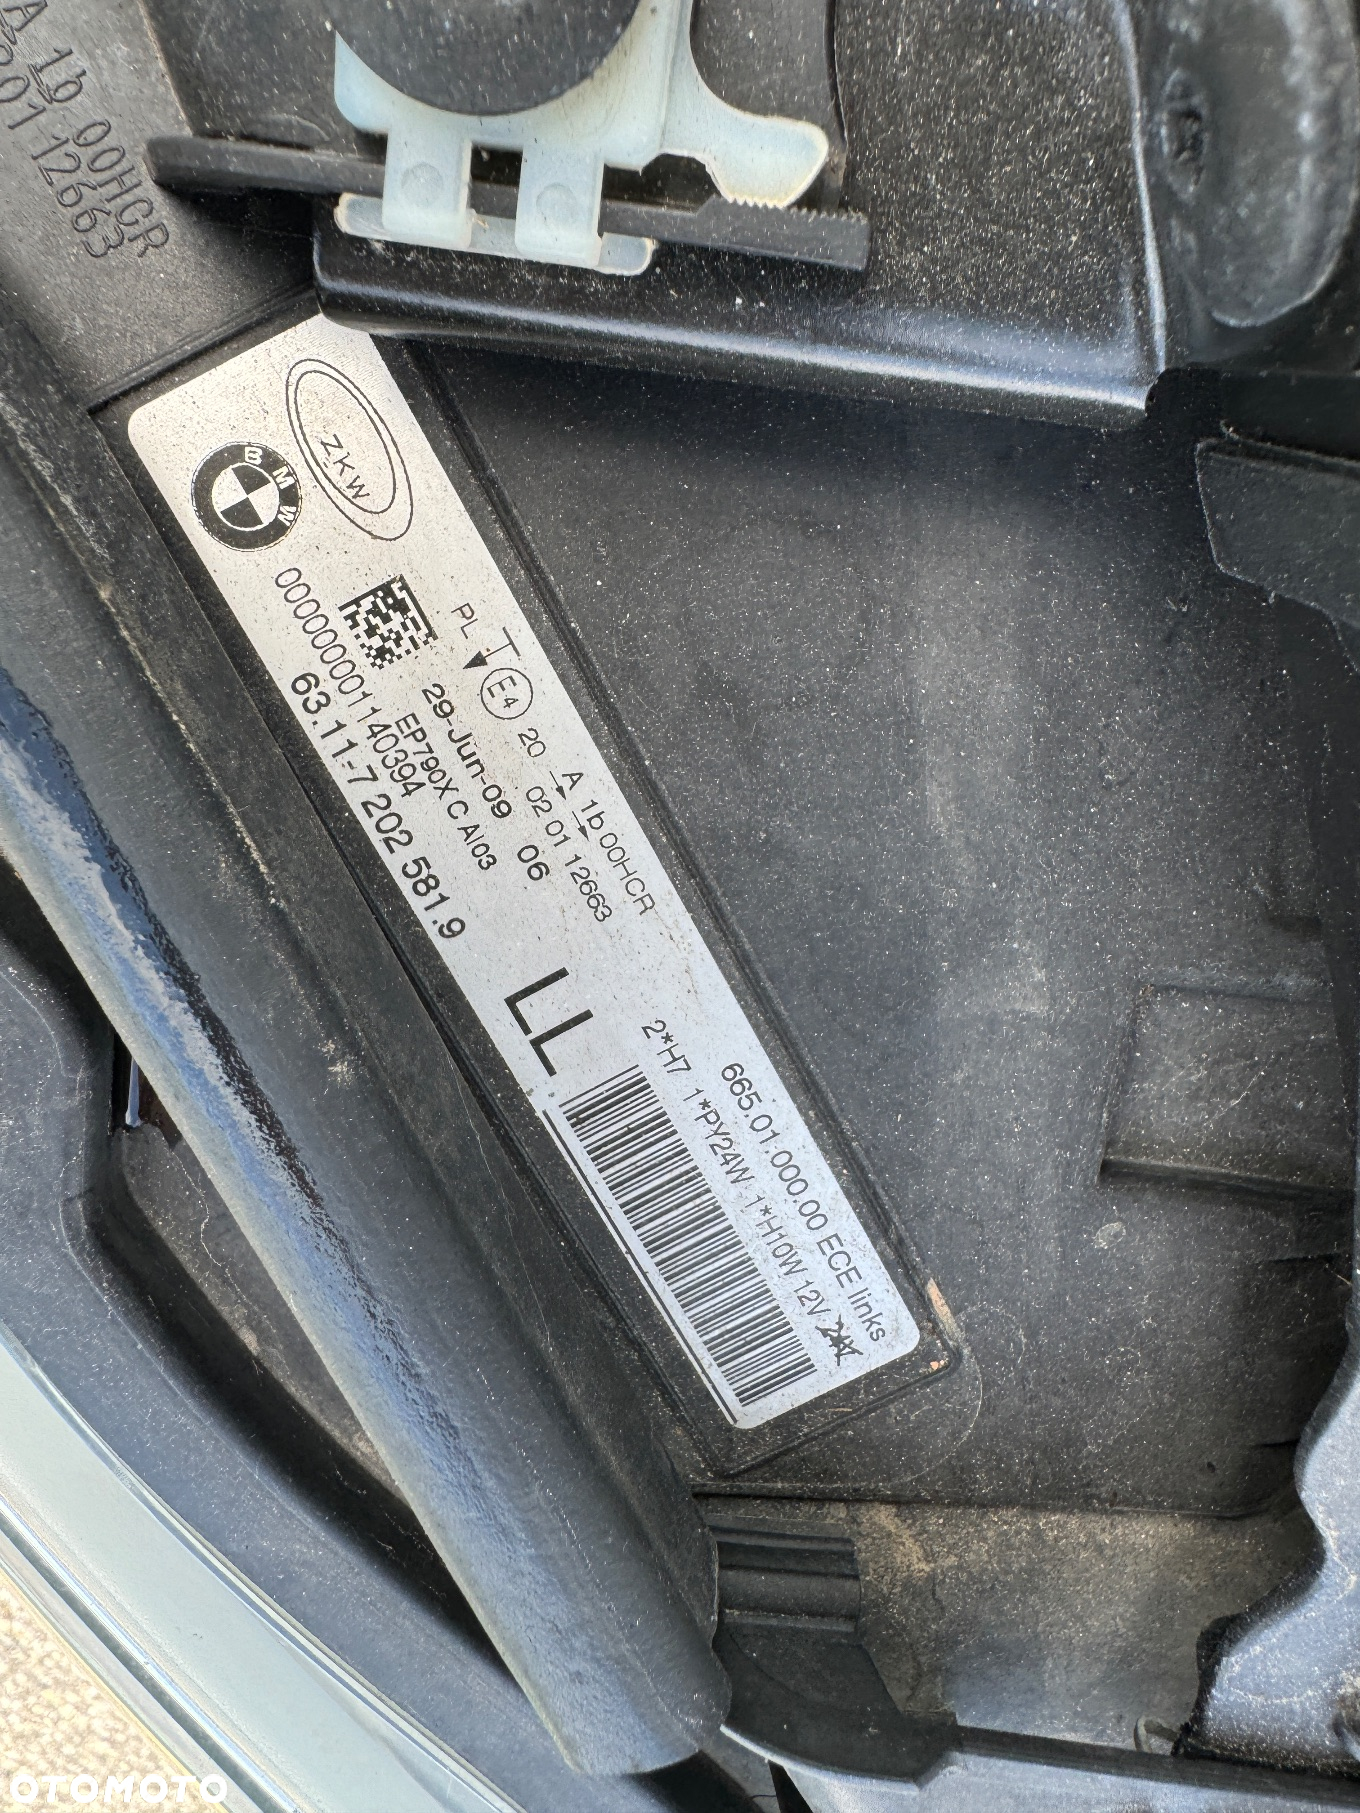 A 1b 00HCR
01 12663
ZKW
BMW
PL T E4 20 A 1b 00HCR
02 01 12663
29-Jun-09 06
EP790X C AI03
00000001140394
63.11-7 202 581.9
LL
665.01.000.00 ECE links
2*H7 1*PY24W 1*H10W 12V
OTOMOTO